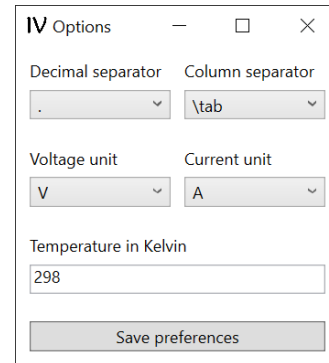 IV Options
Decimal separator Column separator
. \tab
Voltage unit Current unit
V A
Temperature in Kelvin
298
Save preferences